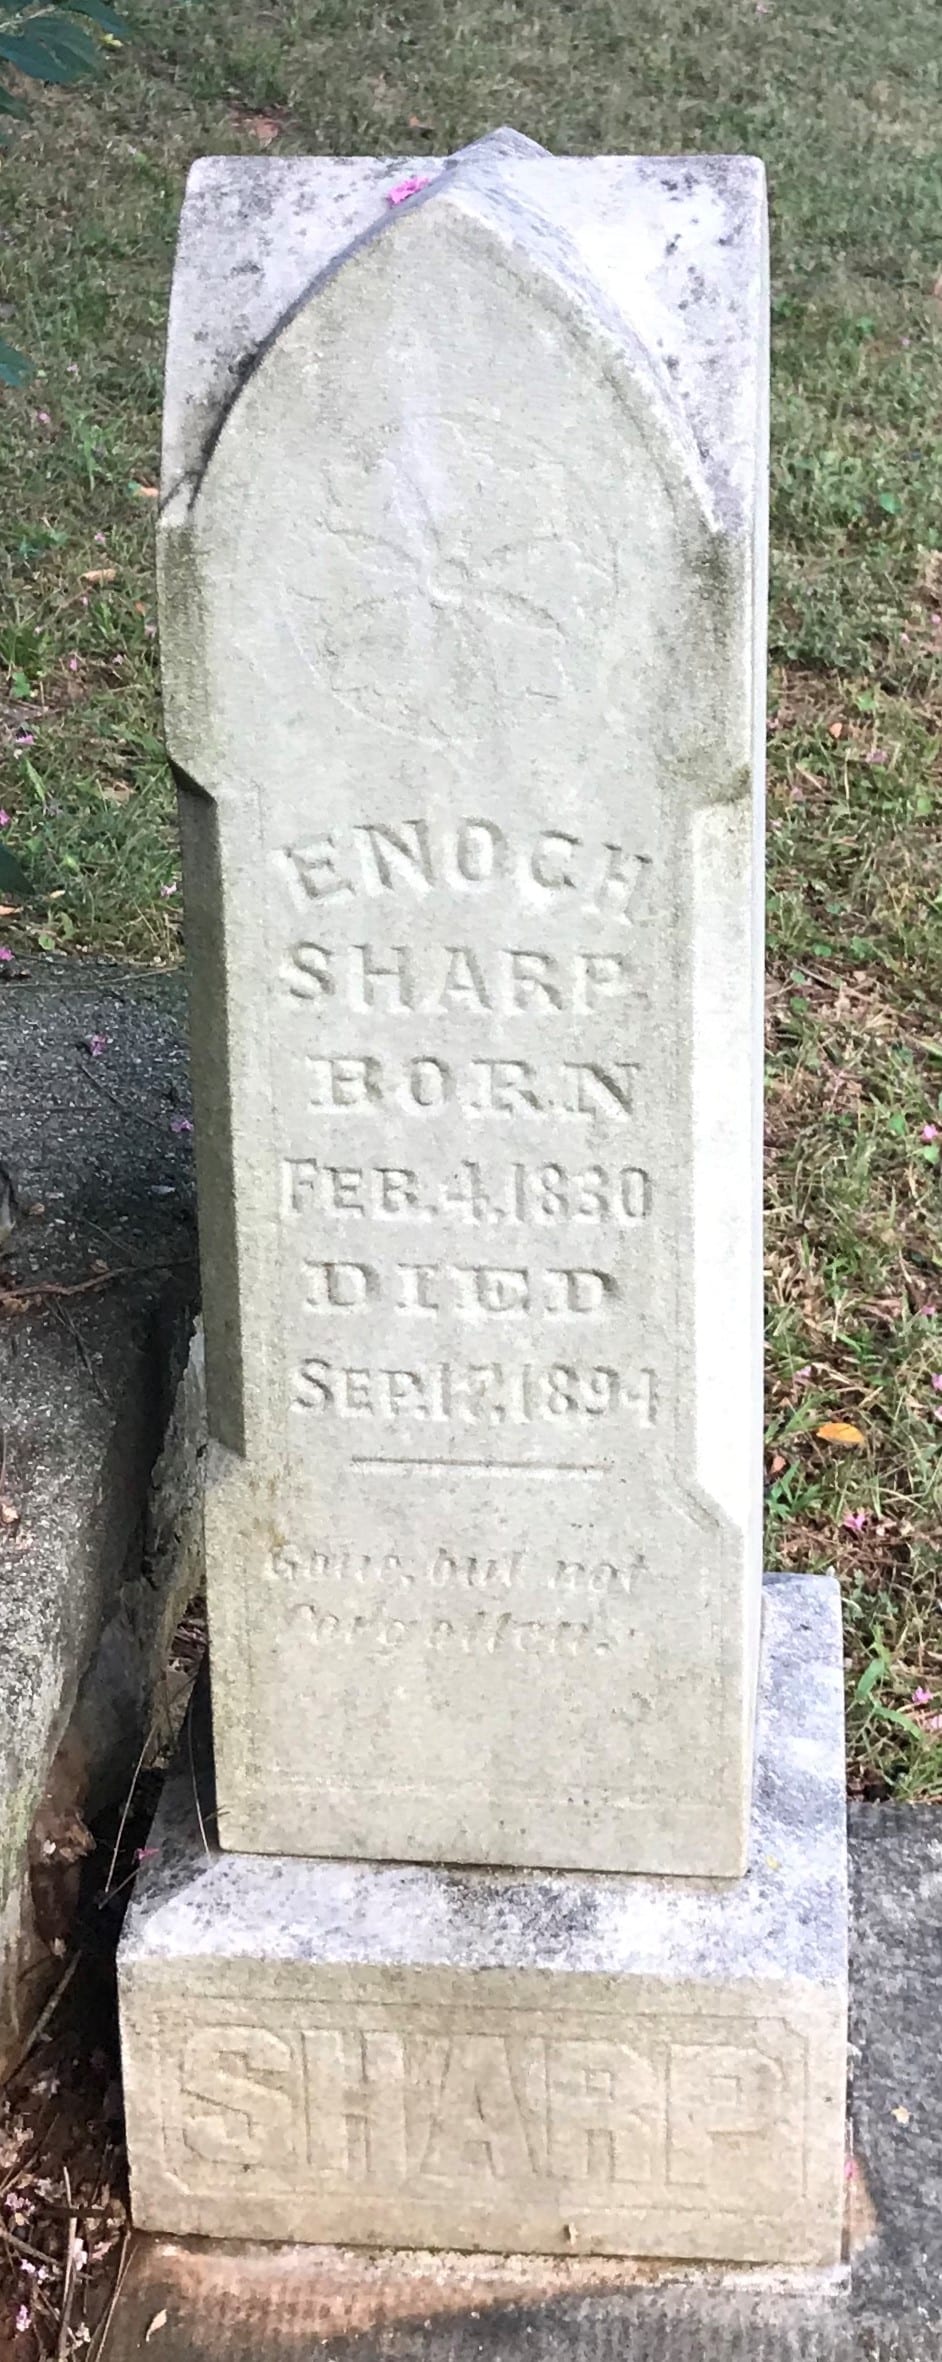 ENOCH
SHARP.
BORN
FEB. 4, 1830
DIED
SEP. 17, 1894
Gone, but not
forgotten.
SHARP